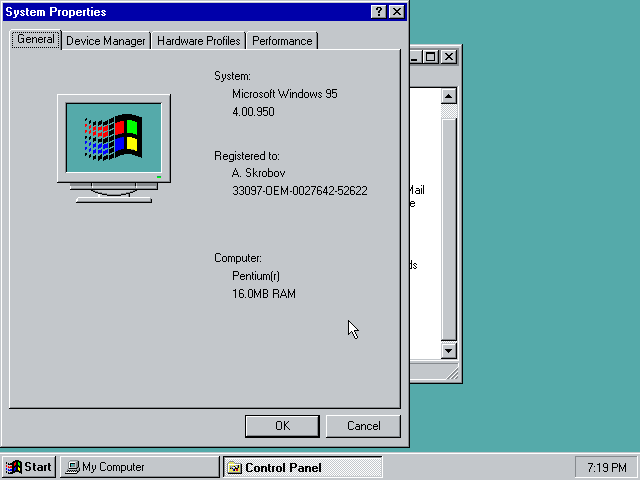 System Properties
General
Device Manager
Hardware Profiles
Performance
System:
Microsoft Windows 95
4.00.950
Registered to:
A. Skrobov
33097-OEM-0027642-52622
Computer:
Pentium(r)
16.0MB RAM
OK
Cancel
Mail
Start
My Computer
Control Panel
7:19 PM